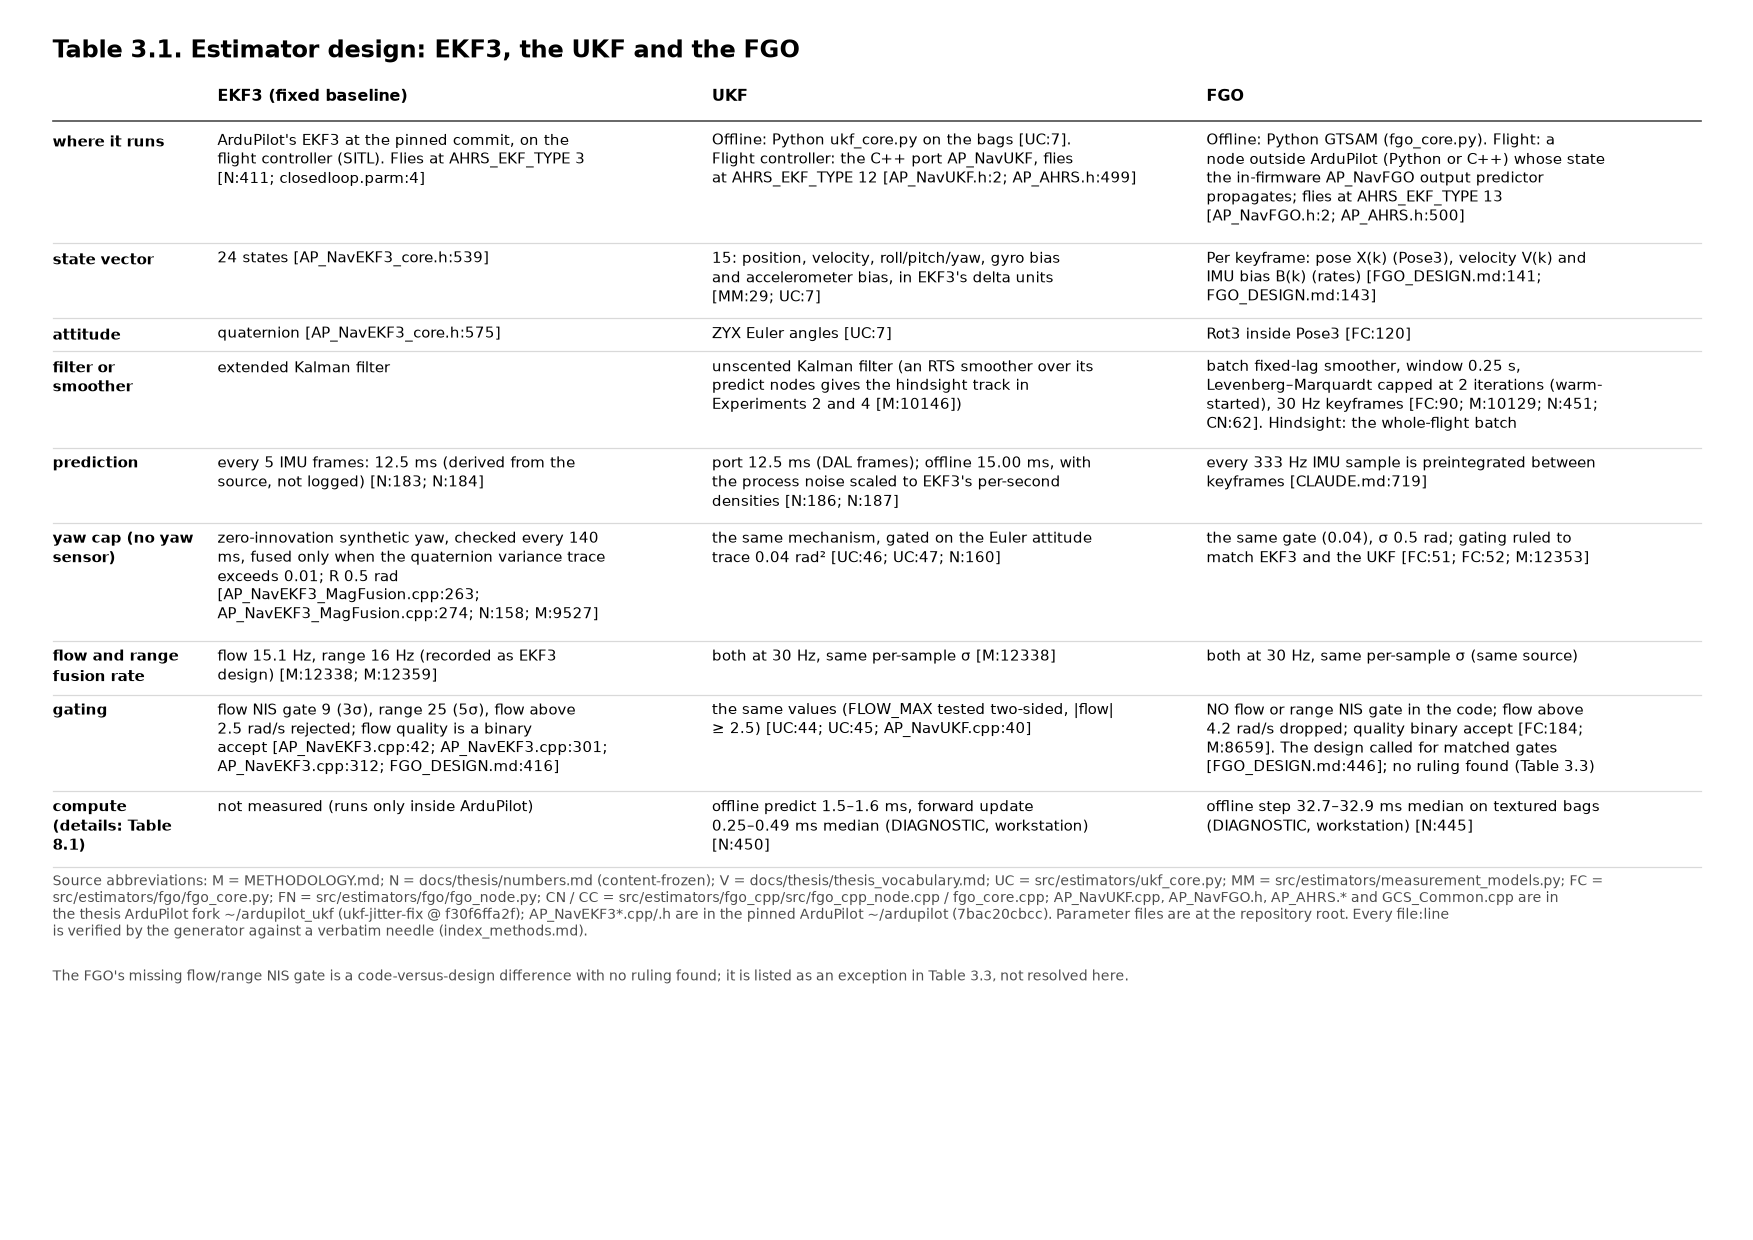 Table 3.1. Estimator design: EKF3, the UKF and the FGO
EKF3 (fixed baseline)
UKF
FGO
where it runs
ArduPilot's EKF3 at the pinned commit, on the
flight controller (SITL). Flies at AHRS_EKF_TYPE 3
[N:411; closedloop.parm:4]
Offline: Python ukf_core.py on the bags [UC:7].
Flight controller: the C++ port AP_NavUKF, flies
at AHRS_EKF_TYPE 12 [AP_NavUKF.h:2; AP_AHRS.h:499]
Offline: Python GTSAM (fgo_core.py). Flight: a
node outside ArduPilot (Python or C++) whose state
the in-firmware AP_NavFGO output predictor
propagates; flies at AHRS_EKF_TYPE 13
[AP_NavFGO.h:2; AP_AHRS.h:500]
state vector
24 states [AP_NavEKF3_core.h:539]
15: position, velocity, roll/pitch/yaw, gyro bias
and accelerometer bias, in EKF3's delta units
[MM:29; UC:7]
Per keyframe: pose X(k) (Pose3), velocity V(k) and
IMU bias B(k) (rates) [FGO_DESIGN.md:141;
FGO_DESIGN.md:143]
attitude
quaternion [AP_NavEKF3_core.h:575]
ZYX Euler angles [UC:7]
Rot3 inside Pose3 [FC:120]
filter or
smoother
extended Kalman filter
unscented Kalman filter (an RTS smoother over its
predict nodes gives the hindsight track in
Experiments 2 and 4 [M:10146])
batch fixed-lag smoother, window 0.25 s,
Levenberg–Marquardt capped at 2 iterations (warm-
started), 30 Hz keyframes [FC:90; M:10129; N:451;
CN:62]. Hindsight: the whole-flight batch
prediction
every 5 IMU frames: 12.5 ms (derived from the
source, not logged) [N:183; N:184]
port 12.5 ms (DAL frames); offline 15.00 ms, with
the process noise scaled to EKF3's per-second
densities [N:186; N:187]
every 333 Hz IMU sample is preintegrated between
keyframes [CLAUDE.md:719]
yaw cap (no yaw
sensor)
zero-innovation synthetic yaw, checked every 140
ms, fused only when the quaternion variance trace
exceeds 0.01; R 0.5 rad
[AP_NavEKF3_MagFusion.cpp:263;
AP_NavEKF3_MagFusion.cpp:274; N:158; M:9527]
the same mechanism, gated on the Euler attitude
trace 0.04 rad² [UC:46; UC:47; N:160]
the same gate (0.04), σ 0.5 rad; gating ruled to
match EKF3 and the UKF [FC:51; FC:52; M:12353]
flow and range
fusion rate
flow 15.1 Hz, range 16 Hz (recorded as EKF3
design) [M:12338; M:12359]
both at 30 Hz, same per-sample σ [M:12338]
both at 30 Hz, same per-sample σ (same source)
gating
flow NIS gate 9 (3σ), range 25 (5σ), flow above
2.5 rad/s rejected; flow quality is a binary
accept [AP_NavEKF3.cpp:42; AP_NavEKF3.cpp:301;
AP_NavEKF3.cpp:312; FGO_DESIGN.md:416]
the same values (FLOW_MAX tested two-sided, |flow|
≥ 2.5) [UC:44; UC:45; AP_NavUKF.cpp:40]
NO flow or range NIS gate in the code; flow above
4.2 rad/s dropped; quality binary accept [FC:184;
M:8659]. The design called for matched gates
[FGO_DESIGN.md:446]; no ruling found (Table 3.3)
compute
(details: Table
8.1)
not measured (runs only inside ArduPilot)
offline predict 1.5–1.6 ms, forward update
0.25–0.49 ms median (DIAGNOSTIC, workstation)
[N:450]
offline step 32.7–32.9 ms median on textured bags
(DIAGNOSTIC, workstation) [N:445]
Source abbreviations: M = METHODOLOGY.md; N = docs/thesis/numbers.md (content-frozen); V = docs/thesis/thesis_vocabulary.md; UC = src/estimators/ukf_core.py; MM = src/estimators/measurement_models.py; FC =
src/estimators/fgo/fgo_core.py; FN = src/estimators/fgo/fgo_node.py; CN / CC = src/estimators/fgo_cpp/src/fgo_cpp_node.cpp / fgo_core.cpp; AP_NavUKF.cpp, AP_NavFGO.h, AP_AHRS.* and GCS_Common.cpp are in
the thesis ArduPilot fork ~/ardupilot_ukf (ukf-jitter-fix @ f30f6ffa2f); AP_NavEKF3*.cpp/.h are in the pinned ArduPilot ~/ardupilot (7bac20cbcc). Parameter files are at the repository root. Every file:line
is verified by the generator against a verbatim needle (index_methods.md).
The FGO's missing flow/range NIS gate is a code-versus-design difference with no ruling found; it is listed as an exception in Table 3.3, not resolved here.